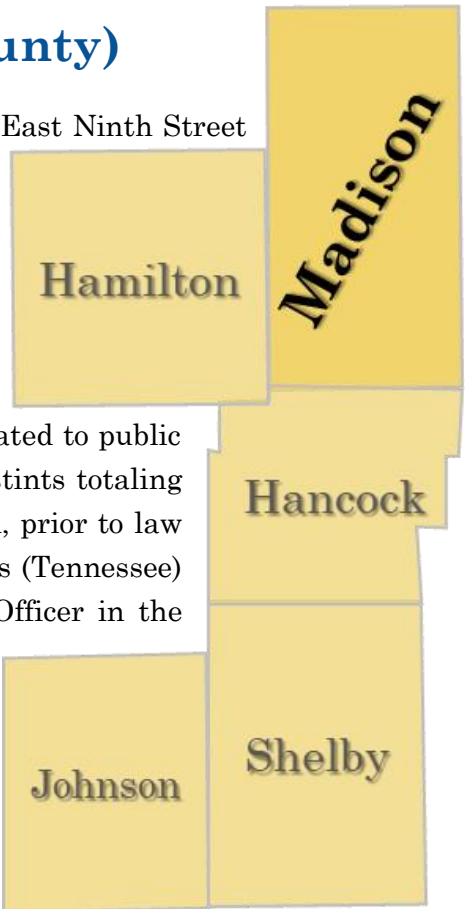 unty)
East Ninth Street
Madison
Hamilton
ated to public
stints totaling
, prior to law
s (Tennessee)
Officer in the
Hancock
Johnson
Shelby